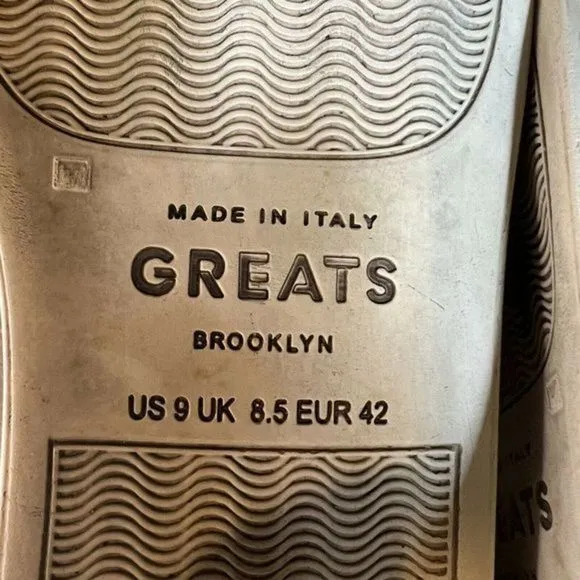 MADE IN ITALY
GREATS
BROOKLYN
US 9 UK 8.5 EUR 42